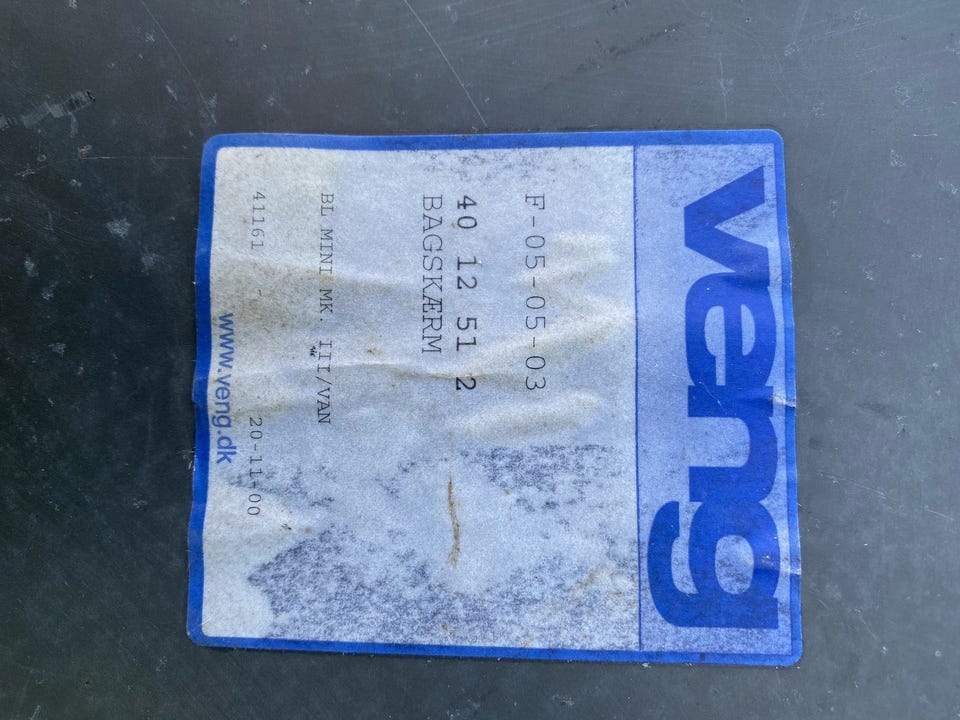 veng
F-05-05-03
40 12 51 2
BAGSKÆRM
BL MINI MK. III/VAN
41161 - 20-11-00
www.veng.dk